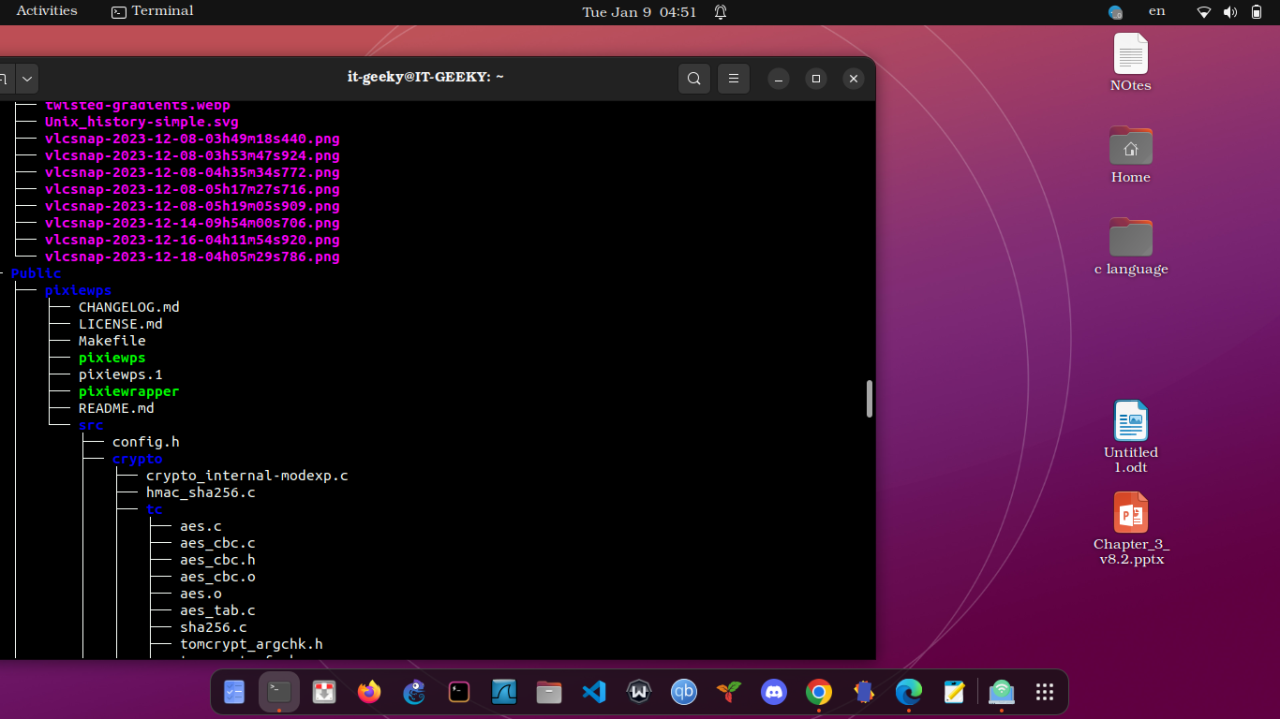 Activities
Terminal
Tue Jan 9 04:51
en
it-geeky@IT-GEEKY: ~
twisted-gradients.webp
Unix_history-simple.svg
vlcsnap-2023-12-08-03h49m18s440.png
vlcsnap-2023-12-08-03h53m47s924.png
vlcsnap-2023-12-08-04h35m34s772.png
vlcsnap-2023-12-08-05h17m27s716.png
vlcsnap-2023-12-08-05h19m05s909.png
vlcsnap-2023-12-14-09h54m00s706.png
vlcsnap-2023-12-16-04h11m54s920.png
vlcsnap-2023-12-18-04h05m29s786.png
Public
pixiewps
CHANGELOG.md
LICENSE.md
Makefile
pixiewps
pixiewps.1
pixiewrapper
README.md
src
config.h
crypto
crypto_internal-modexp.c
hmac_sha256.c
tc
aes.c
aes_cbc.c
aes_cbc.h
aes_cbc.o
aes.o
aes_tab.c
sha256.c
tomcrypt_argchk.h
NOtes
Home
c language
Untitled
1.odt
Chapter_3_
v8.2.pptx
qb